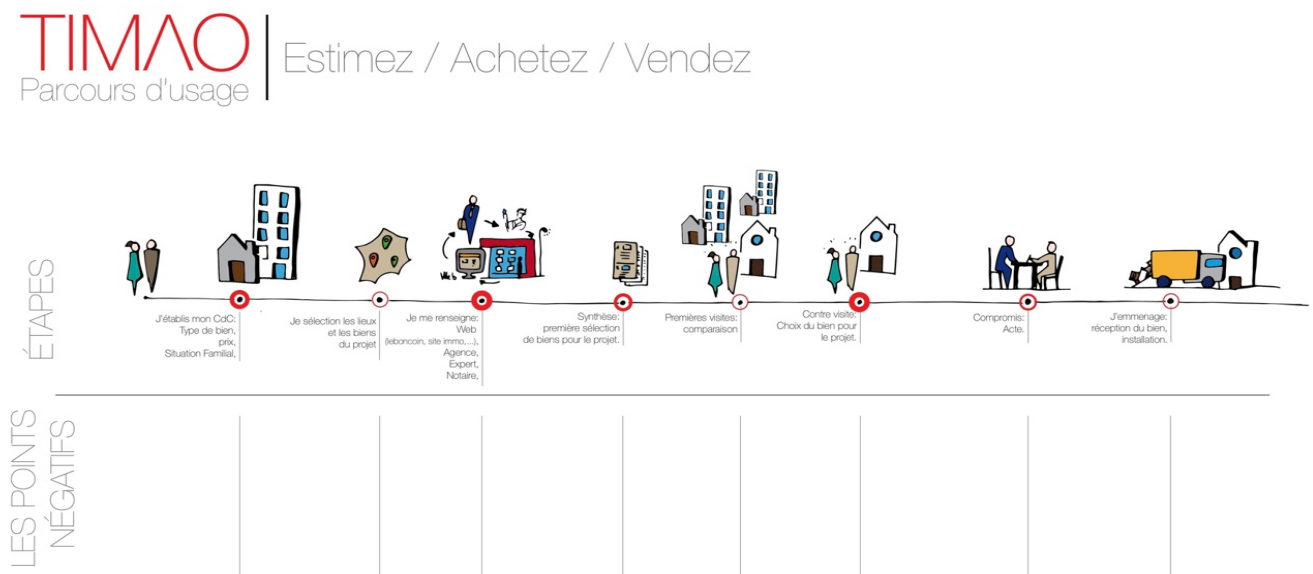 TIMAO
Parcours d'usage
Estimez / Achetez / Vendez
ÉTAPES
J'établis mon CdC:
Type de bien,
prix,
Situation Familial,
Je sélection les lieux
et les biens
du projet
Je me renseigne:
Web
(leboncoin, site immo,...),
Agence,
Expert,
Notaire,
Synthèse:
première sélection
de biens pour le projet.
Premières visites:
comparaison
Contre visite:
Choix du bien pour
le projet.
Compromis:
Acte.
J'emmenage:
réception du bien,
installation.
LES POINTS
NÉGATIFS